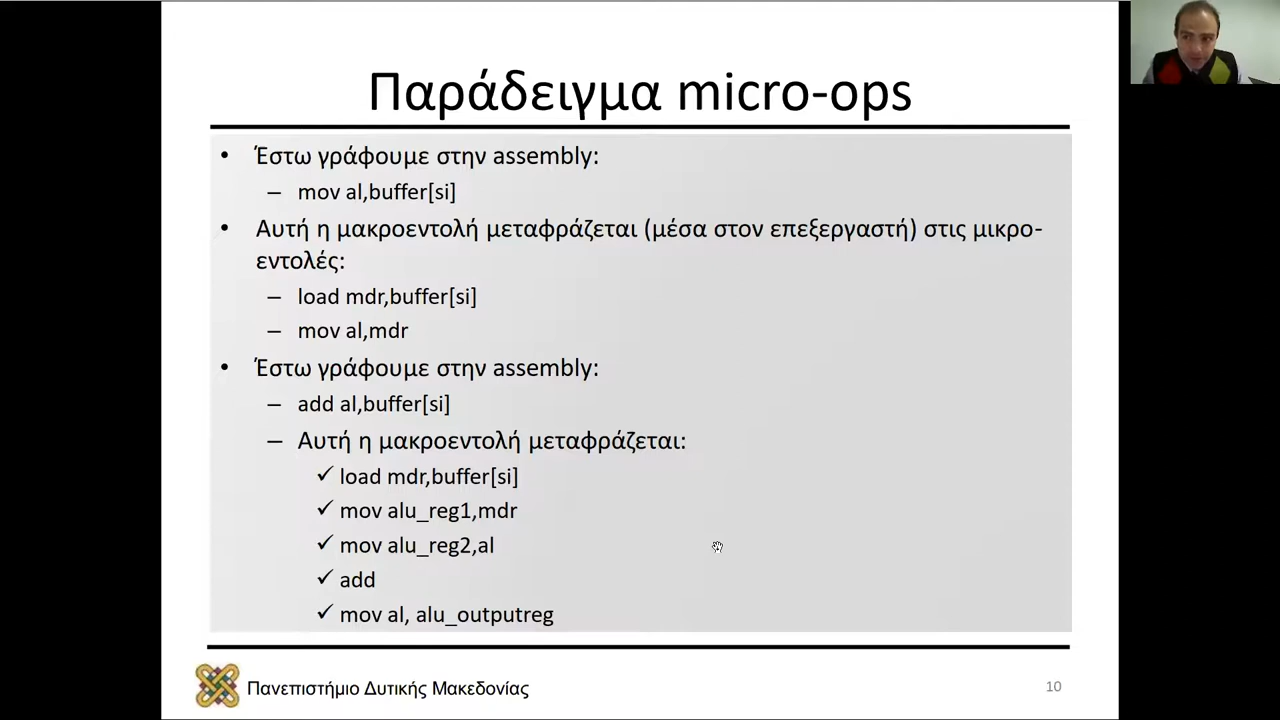 Παράδειγμα micro-ops
• Έστω γράφουμε στην assembly:
– mov al,buffer[si]
• Αυτή η μακροεντολή μεταφράζεται (μέσα στον επεξεργαστή) στις μικρο-
εντολές:
– load mdr,buffer[si]
– mov al,mdr
• Έστω γράφουμε στην assembly:
– add al,buffer[si]
– Αυτή η μακροεντολή μεταφράζεται:
✓ load mdr,buffer[si]
✓ mov alu_reg1,mdr
✓ mov alu_reg2,al
✓ add
✓ mov al, alu_outputreg
Πανεπιστήμιο Δυτικής Μακεδονίας
10